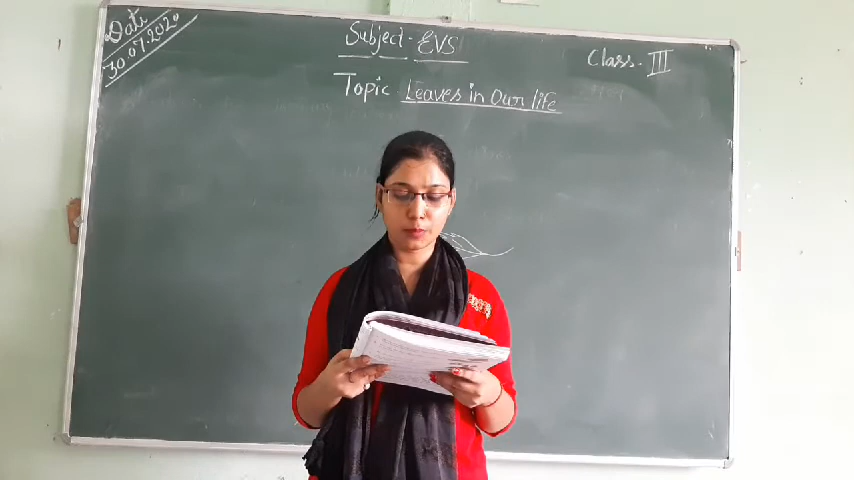 Date
30.07.2020
Subject - EVS
Class - III
Topic Leaves in Our life